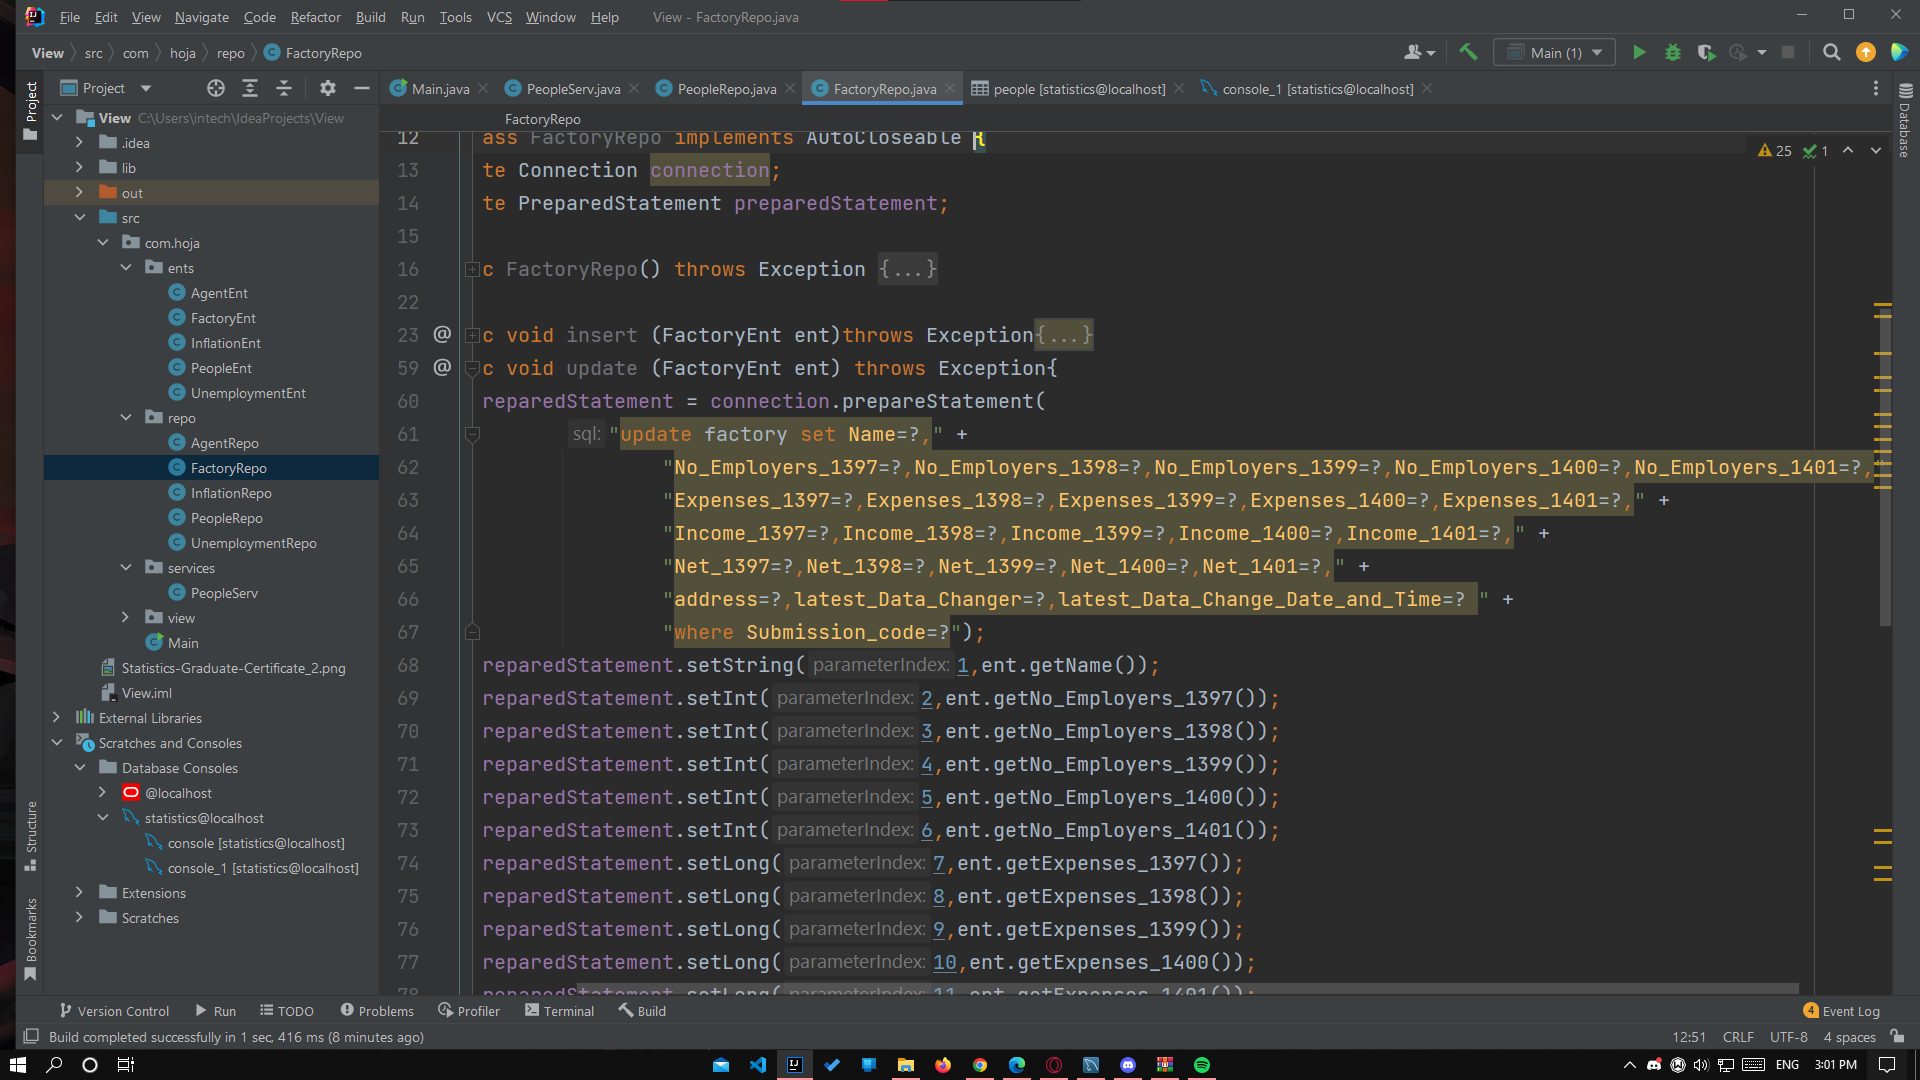 File Edit View Navigate Code Refactor Build Run Tools VCS Window Help View - FactoryRepo.java
View src com hoja repo FactoryRepo Main (1)
Project
Main.java PeopleServ.java PeopleRepo.java FactoryRepo.java people [statistics@localhost] console_1 [statistics@localhost]
FactoryRepo
Project
Structure
Bookmarks
Database
View C:\Users\intech\IdeaProjects\View
.idea
lib
out
src
com.hoja
ents
AgentEnt
FactoryEnt
InflationEnt
PeopleEnt
UnemploymentEnt
repo
AgentRepo
FactoryRepo
InflationRepo
PeopleRepo
UnemploymentRepo
services
PeopleServ
view
Main
Statistics-Graduate-Certificate_2.png
View.iml
External Libraries
Scratches and Consoles
Database Consoles
@localhost
statistics@localhost
console [statistics@localhost]
console_1 [statistics@localhost]
Extensions
Scratches
25 1
12 ass FactoryRepo implements AutoCloseable {
13 te Connection connection;
14 te PreparedStatement preparedStatement;
15
16 c FactoryRepo() throws Exception {...}
22
23 @ c void insert (FactoryEnt ent)throws Exception{...}
59 @ c void update (FactoryEnt ent) throws Exception{
60 reparedStatement = connection.prepareStatement(
61 sql: "update factory set Name=?," +
62 "No_Employers_1397=?,No_Employers_1398=?,No_Employers_1399=?,No_Employers_1400=?,No_Employers_1401=?,"
63 "Expenses_1397=?,Expenses_1398=?,Expenses_1399=?,Expenses_1400=?,Expenses_1401=?," +
64 "Income_1397=?,Income_1398=?,Income_1399=?,Income_1400=?,Income_1401=?," +
65 "Net_1397=?,Net_1398=?,Net_1399=?,Net_1400=?,Net_1401=?," +
66 "address=?,latest_Data_Changer=?,latest_Data_Change_Date_and_Time=? " +
67 "where Submission_code=?");
68 reparedStatement.setString( parameterIndex: 1,ent.getName());
69 reparedStatement.setInt( parameterIndex: 2,ent.getNo_Employers_1397());
70 reparedStatement.setInt( parameterIndex: 3,ent.getNo_Employers_1398());
71 reparedStatement.setInt( parameterIndex: 4,ent.getNo_Employers_1399());
72 reparedStatement.setInt( parameterIndex: 5,ent.getNo_Employers_1400());
73 reparedStatement.setInt( parameterIndex: 6,ent.getNo_Employers_1401());
74 reparedStatement.setLong( parameterIndex: 7,ent.getExpenses_1397());
75 reparedStatement.setLong( parameterIndex: 8,ent.getExpenses_1398());
76 reparedStatement.setLong( parameterIndex: 9,ent.getExpenses_1399());
77 reparedStatement.setLong( parameterIndex: 10,ent.getExpenses_1400());
78 reparedStatement.setLong( parameterIndex: 11,ent.getExpenses_1401());
Version Control Run TODO Problems Profiler Terminal Build 4 Event Log
Build completed successfully in 1 sec, 416 ms (8 minutes ago) 12:51 CRLF UTF-8 4 spaces
ENG 3:01 PM